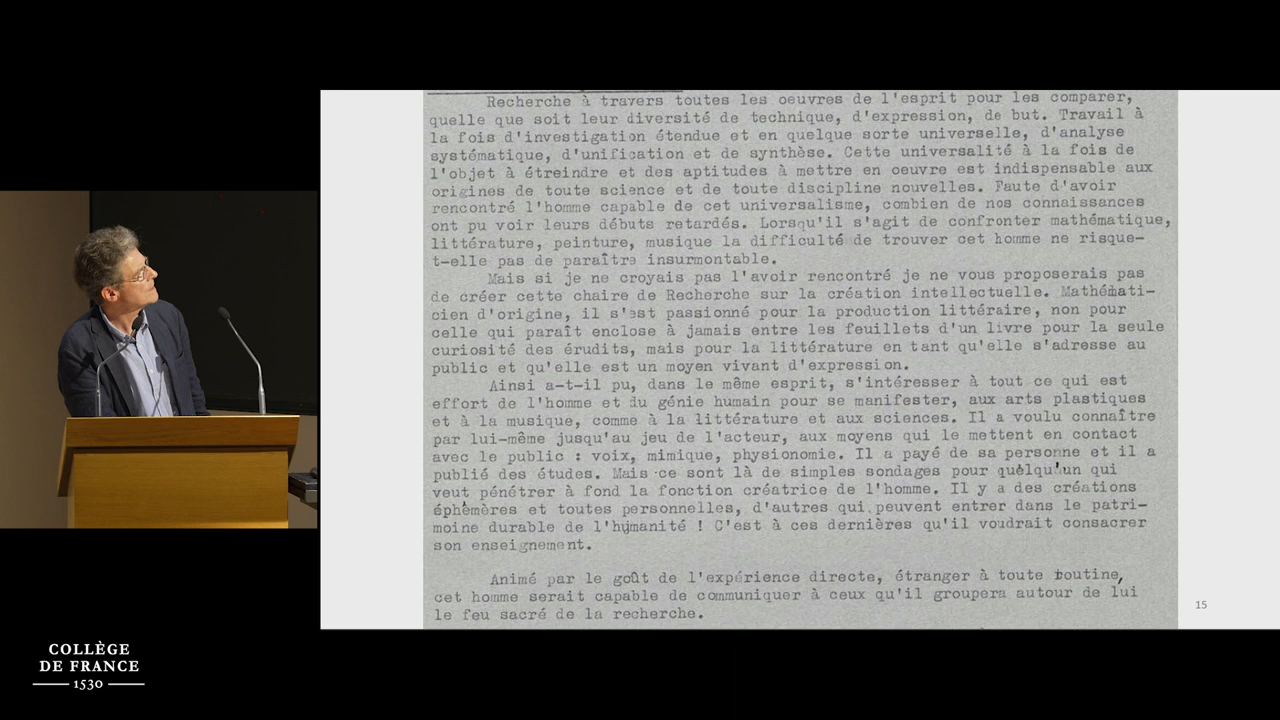 Recherche à travers toutes les oeuvres de l'esprit pour les comparer,
quelle que soit leur diversité de technique, d'expression, de but. Travail à
la fois d'investigation étendue et en quelque sorte universelle, d'analyse
systématique, d'unification et de synthèse. Cette universalité à la fois de
l'objet à étreindre et des aptitudes à mettre en oeuvre est indispensable aux
origines de toute science et de toute discipline nouvelles. Faute d'avoir
rencontré l'homme capable de cet universalisme, combien de nos connaissances
ont pu voir leurs débuts retardés. Lorsqu'il s'agit de confronter mathématique,
littérature, peinture, musique la difficulté de trouver cet homme ne risque-
t-elle pas de paraître insurmontable.
Mais si je ne croyais pas l'avoir rencontré je ne vous proposerais pas
de créer cette chaire de Recherche sur la création intellectuelle. Mathémati-
cien d'origine, il s'est passionné pour la production littéraire, non pour
celle qui paraît enclose à jamais entre les feuillets d'un livre pour la seule
curiosité des érudits, mais pour la littérature en tant qu'elle s'adresse au
public et qu'elle est un moyen vivant d'expression.
Ainsi a-t-il pu, dans le même esprit, s'intéresser à tout ce qui est
effort de l'homme et du génie humain pour se manifester, aux arts plastiques
et à la musique, comme à la littérature et aux sciences. Il a voulu connaître
par lui-même jusqu'au jeu de l'acteur, aux moyens qui le mettent en contact
avec le public : voix, mimique, physionomie. Il a payé de sa personne et il a
publié des études. Mais ce sont là de simples sondages pour quelqu'un qui
veut pénétrer à fond la fonction créatrice de l'homme. Il y a des créations
éphémères et toutes personnelles, d'autres qui peuvent entrer dans le patri-
moine durable de l'humanité ! C'est à ces dernières qu'il voudrait consacrer
son enseignement.
Animé par le goût de l'expérience directe, étranger à toute routine,
cet homme serait capable de communiquer à ceux qu'il groupera autour de lui
le feu sacré de la recherche.
15
COLLÈGE
DE FRANCE
1530